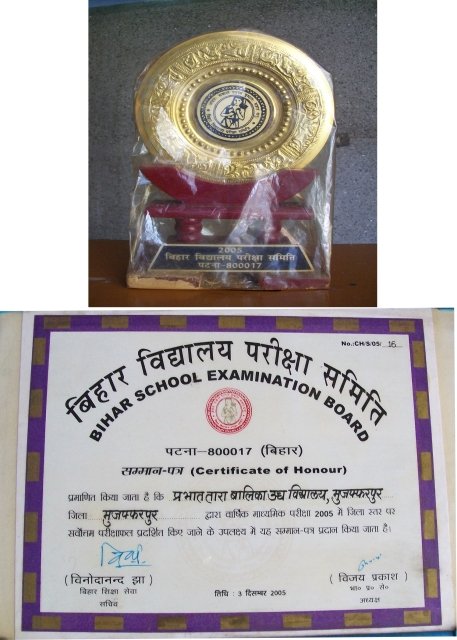 2005
बिहार विद्यालय परीक्षा समिति
पटना-800017
No.:CH/S/05/ 16
बिहार विद्यालय परीक्षा समिति
BIHAR SCHOOL EXAMINATION BOARD
पटना-800017 (बिहार)
सम्मान-पत्र (Certificate of Honour)
प्रमाणित किया जाता है कि प्रभाततारा बालिका उच्च विद्यालय, मुजफ्फरपुर
जिला मुजफ्फरपुर द्वारा वार्षिक माध्यमिक परीक्षा 2005 में जिला स्तर पर
सर्वोत्तम परीक्षाफल प्रदर्शित किए जाने के उपलक्ष्य में यह सम्मान-पत्र प्रदान किया जाता है।
(विनोदानन्द झा)
बिहार शिक्षा सेवा
सचिव
तिथि : 3 दिसम्बर 2005
(विजय प्रकाश)
भा० प्र० से०
अध्यक्ष